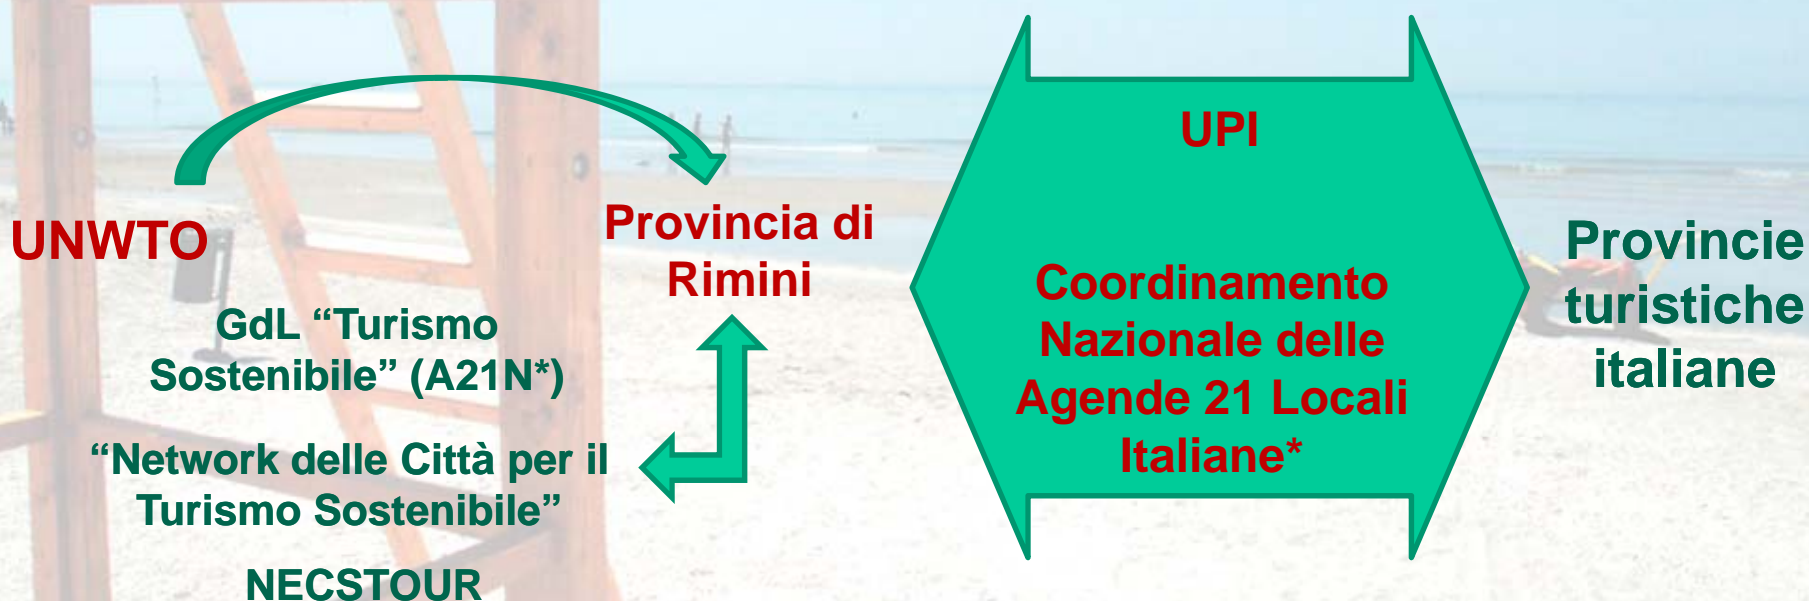 UNWTO
Provincia di
Rimini
GdL “Turismo
Sostenibile” (A21N*)
“Network delle Città per il
Turismo Sostenibile”
NECSTOUR
UPI
Coordinamento
Nazionale delle
Agende 21 Locali
Italiane*
Provincie
turistiche
italiane